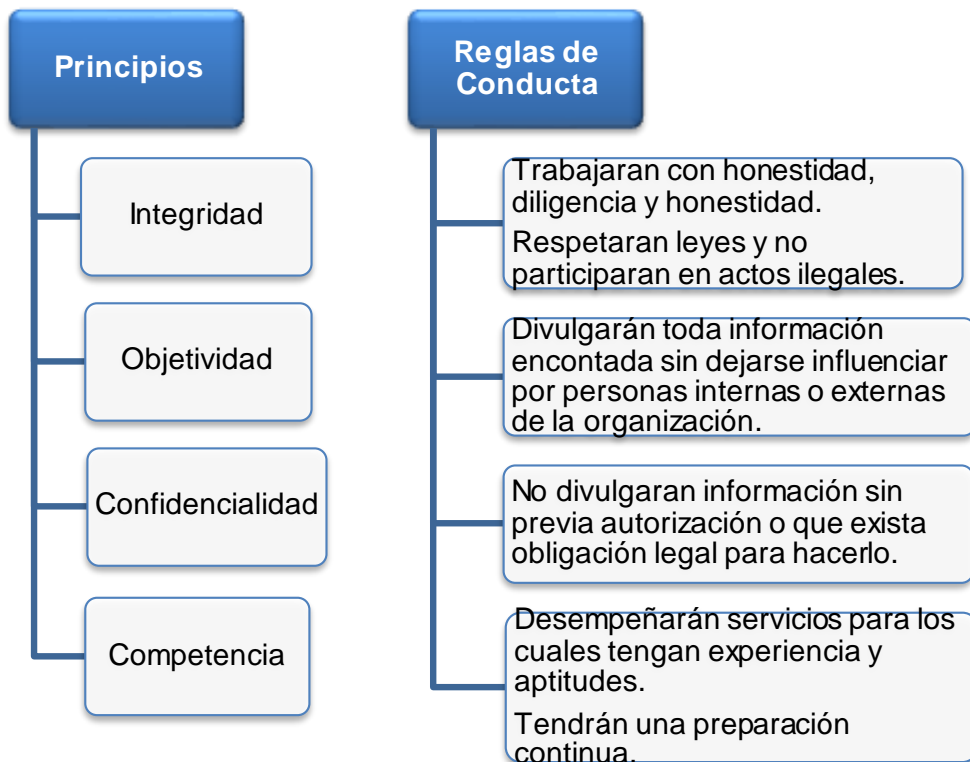 Principios
Integridad
Objetividad
Confidencialidad
Competencia
Reglas de
Conducta
Trabajaran con honestidad,
diligencia y honestidad.
Respetaran leyes y no
participaran en actos ilegales.
Divulgarán toda información
encontada sin dejarse influenciar
por personas internas o externas
de la organización.
No divulgaran información sin
previa autorización o que exista
obligación legal para hacerlo.
Desempeñarán servicios para los
cuales tengan experiencia y
aptitudes.
Tendrán una preparación
continua.